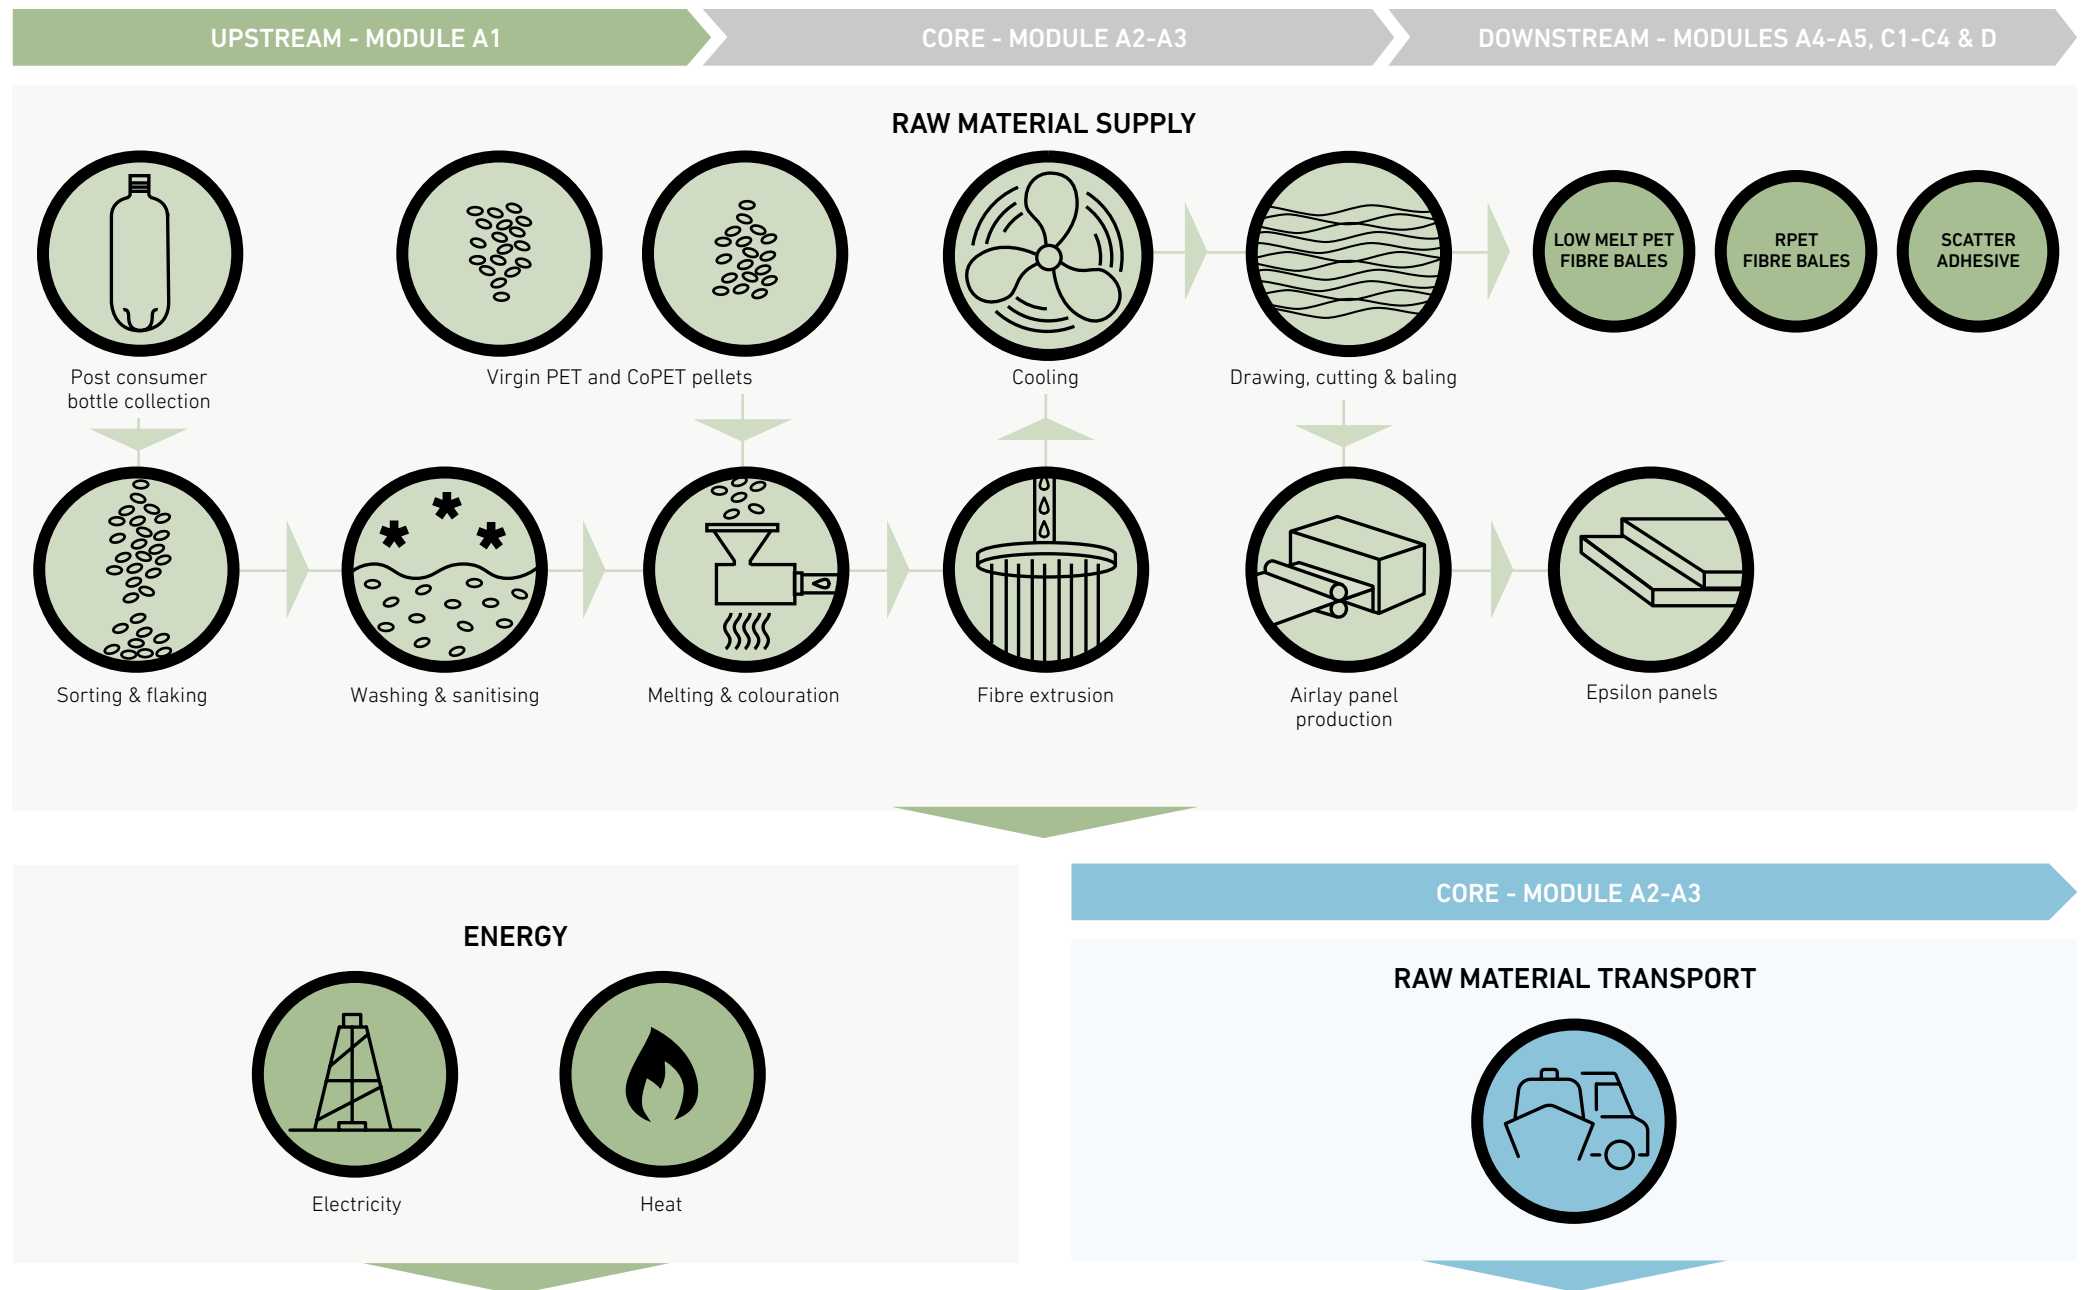 UPSTREAM - MODULE A1
CORE - MODULE A2-A3
DOWNSTREAM - MODULES A4-A5, C1-C4 & D
RAW MATERIAL SUPPLY
LOW MELT PET
FIBRE BALES
RPET
FIBRE BALES
SCATTER
ADHESIVE
Post consumer
bottle collection
Virgin PET and CoPET pellets
Cooling
Drawing, cutting & baling
Sorting & flaking
Washing & sanitising
Melting & colouration
Fibre extrusion
Airlay panel
production
Epsilon panels
ENERGY
Electricity
Heat
CORE - MODULE A2-A3
RAW MATERIAL TRANSPORT